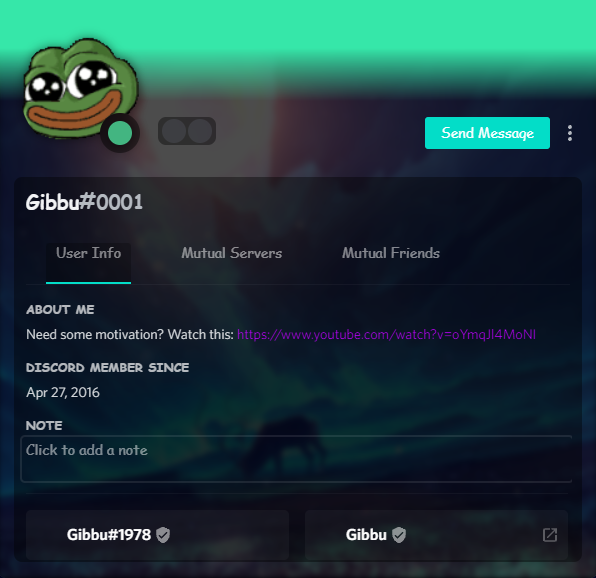 Send Message
Gibbu#0001
User Info Mutual Servers Mutual Friends
ABOUT ME
Need some motivation? Watch this: https://www.youtube.com/watch?v=oYmqJl4MoNI
DISCORD MEMBER SINCE
Apr 27, 2016
NOTE
Click to add a note
Gibbu#1978 Gibbu